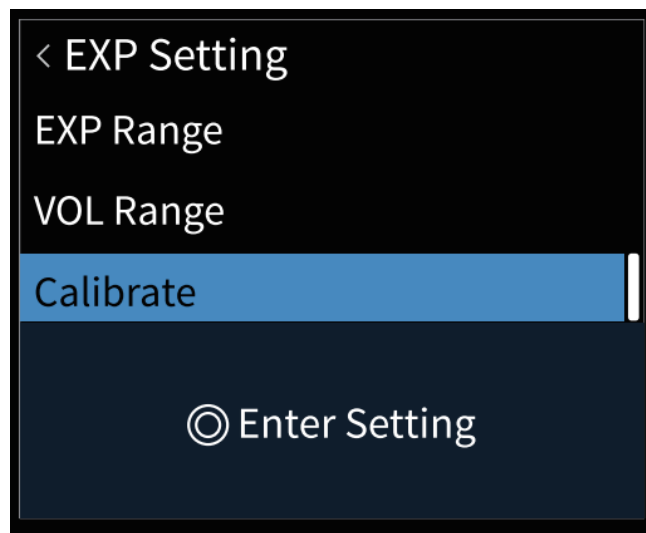 < EXP Setting
EXP Range
VOL Range
Calibrate
◎ Enter Setting